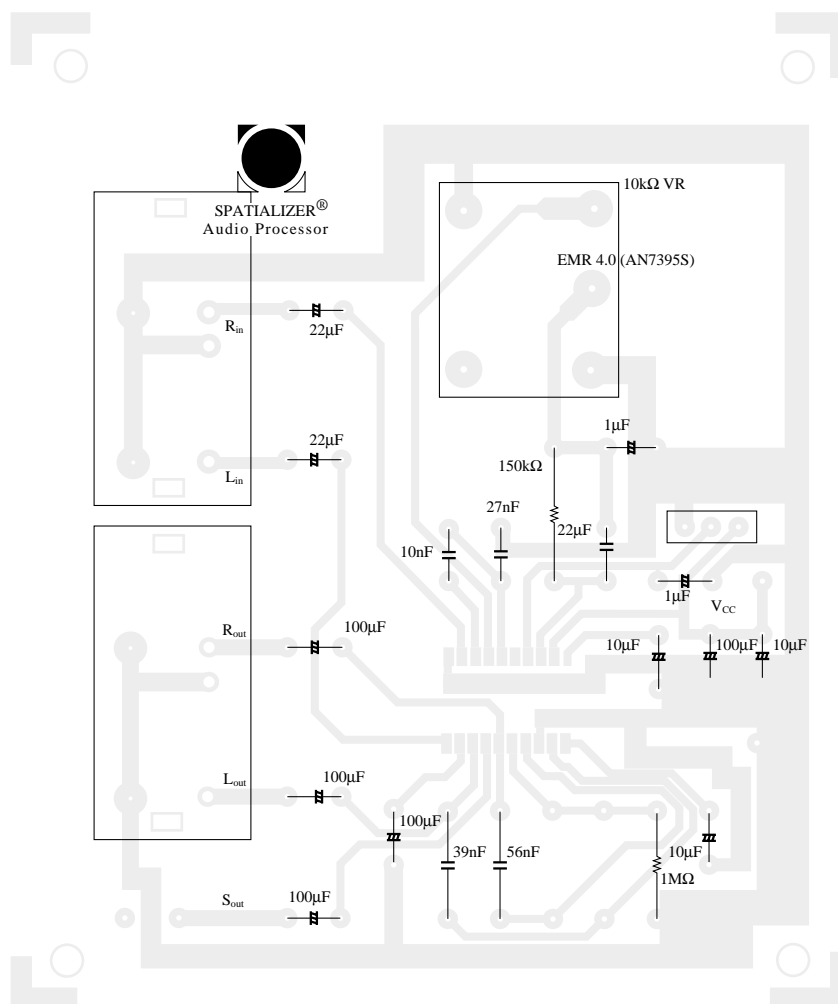 10kΩ VR
SPATIALIZER®
Audio Processor
EMR 4.0 (AN7395S)
Rin
22μF
1μF
22μF
150kΩ
Lin
27nF
22μF
10nF
1μF
VCC
Rout
100μF
10μF
100μF
10μF
Lout
100μF
100μF
39nF
56nF
10μF
1MΩ
100μF
Sout